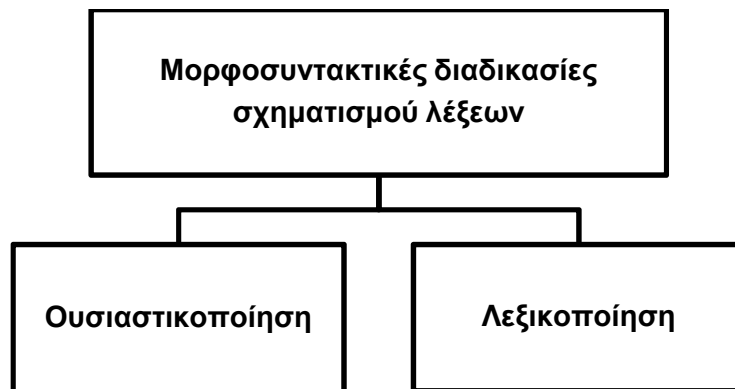 Μορφοσυντακτικές διαδικασίες
σχηματισμού λέξεων
Ουσιαστικοποίηση
Λεξικοποίηση